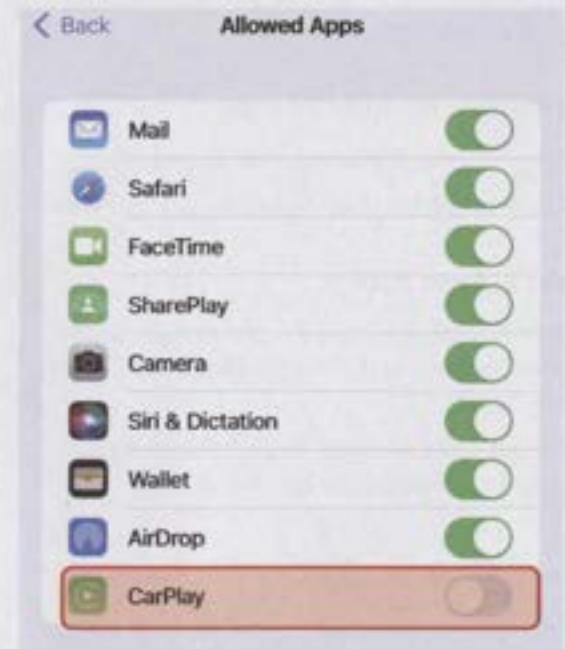 Back
Allowed Apps
Mail
Safari
FaceTime
SharePlay
Camera
Siri & Dictation
Wallet
AirDrop
CarPlay